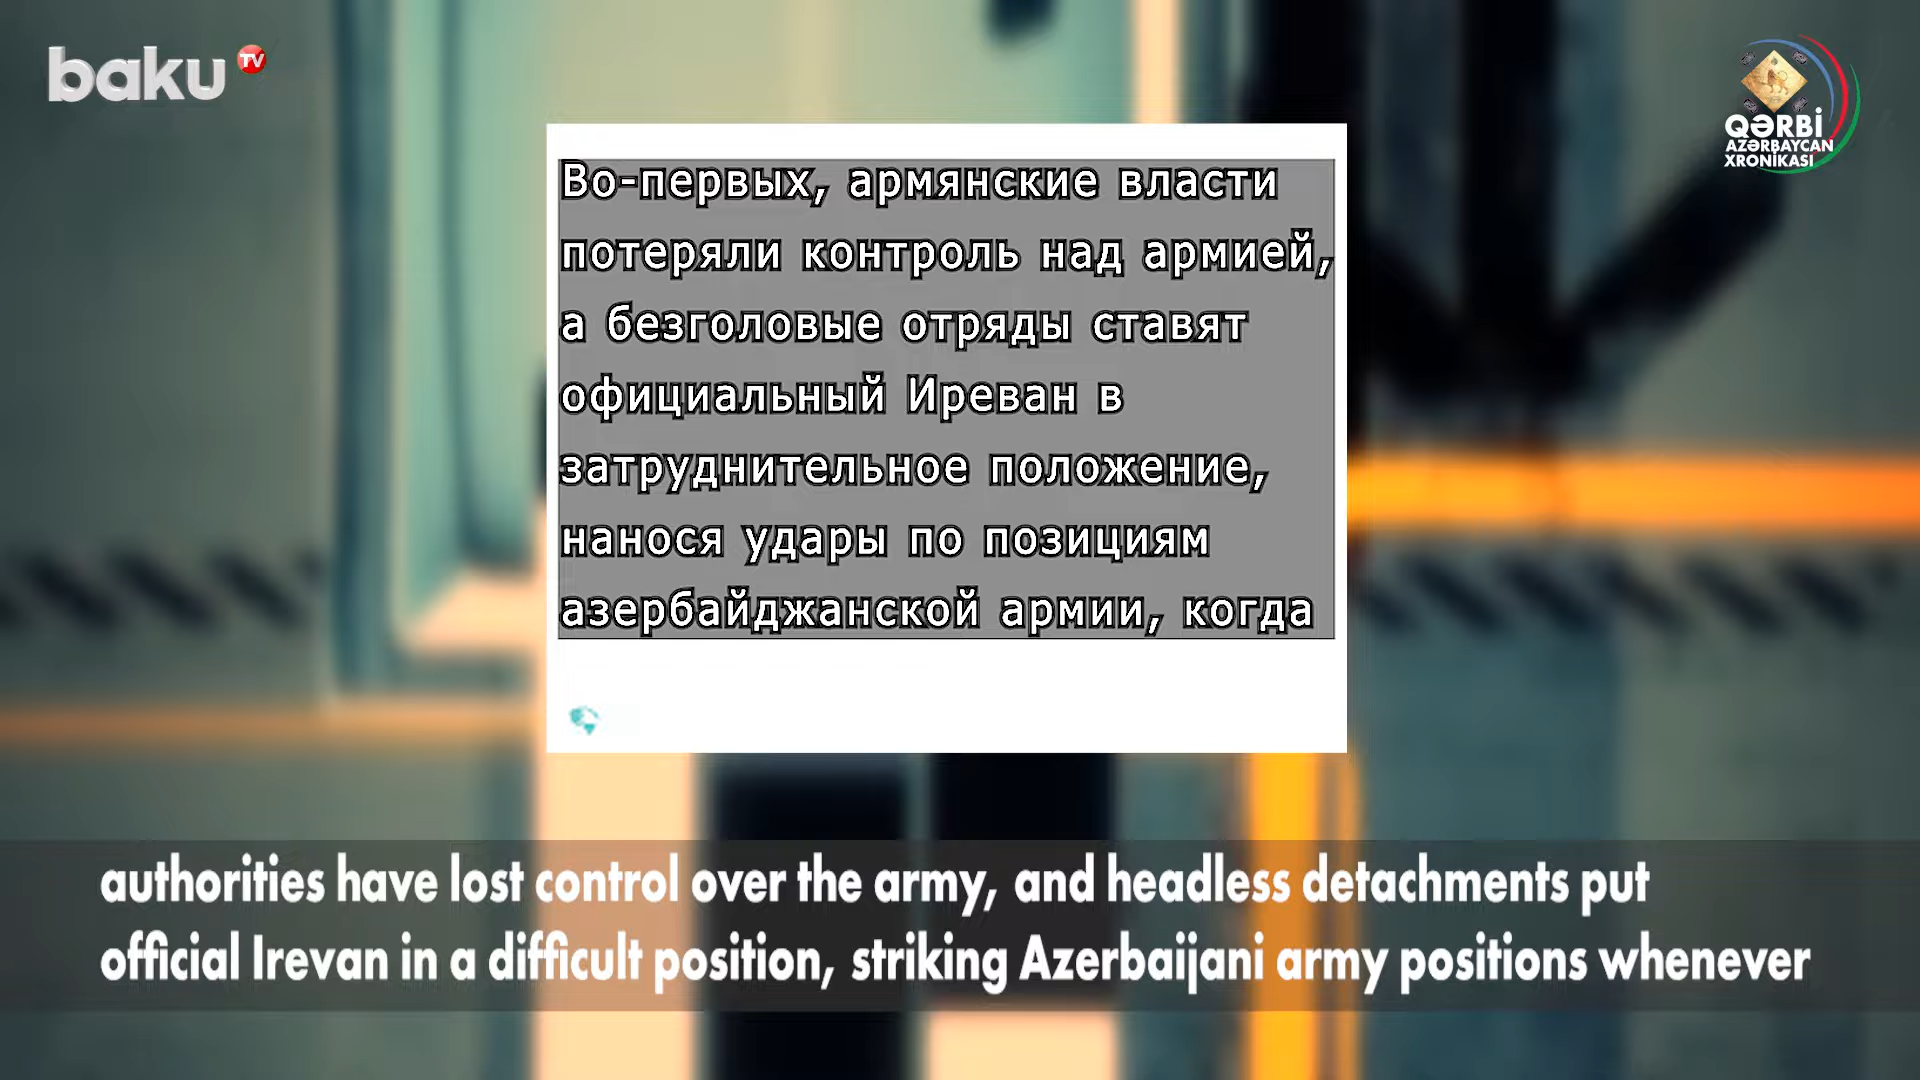 baku TV
QƏRBİ
AZƏRBAYCAN
XRONİKASI
Во-первых, армянские власти
потеряли контроль над армией,
а безголовые отряды ставят
официальный Иреван в
затруднительное положение,
нанося удары по позициям
азербайджанской армии, когда
authorities have lost control over the army, and headless detachments put
official Irevan in a difficult position, striking Azerbaijani army positions whenever